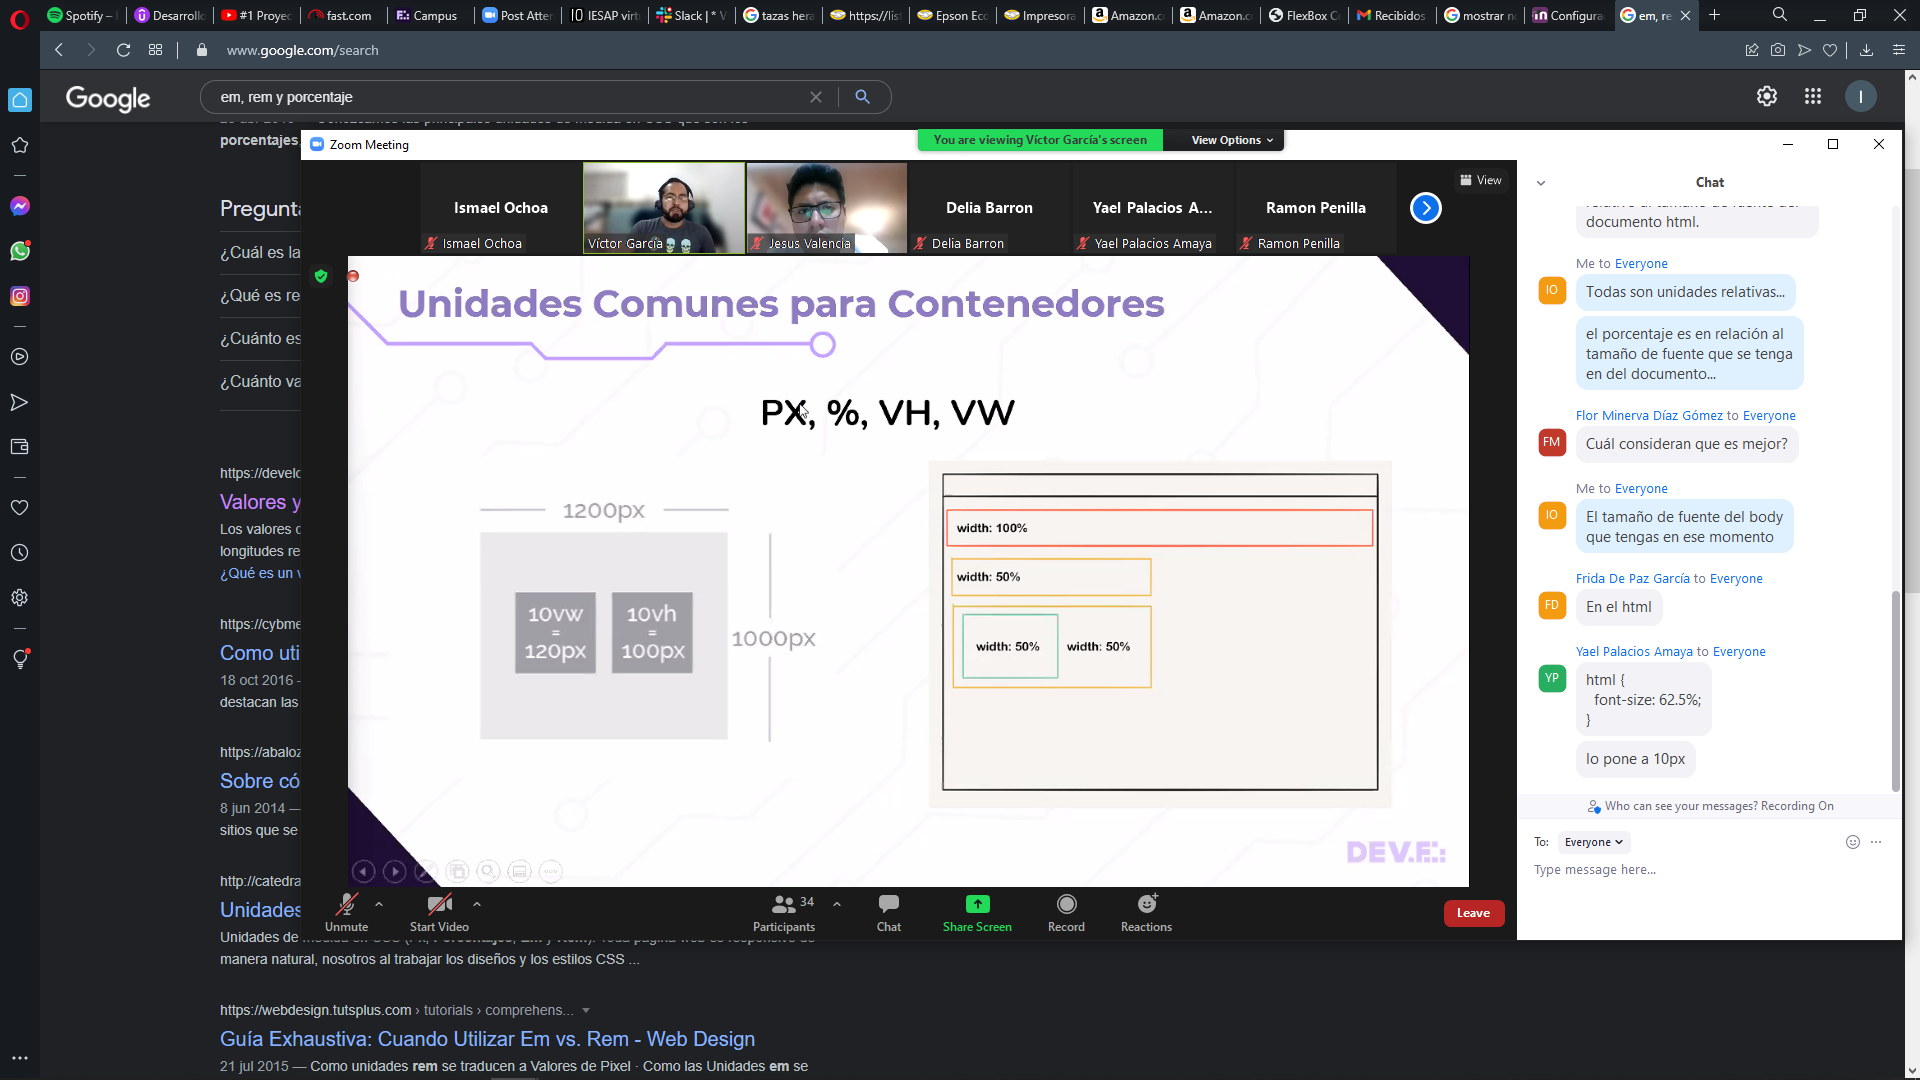 Spotify –
Desarroll
#1 Proye
fast.com
Campus
Post Atte
IESAP virt
Slack | * V
tazas hera
https://list
Epson Ec
Impresora
Amazon.c
Amazon.c
FlexBox C
Recibidos
mostrar n
Configura
em, re
www.google.com/search
Google
em, rem y porcentaje
I
porcentajes,
Pregunta
¿Cuál es la
¿Qué es re
¿Cuánto es
¿Cuánto va
https://develo
Valores y
Los valores d
longitudes re
¿Qué es un v
https://cybme
Como uti
18 oct 2016 -
destacan las
https://abaloz
Sobre có
8 jun 2014 —
sitios que se
http://catedra
Unidades
Unidades de
manera natural, nosotros al trabajar los diseños y los estilos CSS ...
https://webdesign.tutsplus.com › tutorials › comprehens...
Guía Exhaustiva: Cuando Utilizar Em vs. Rem - Web Design
21 jul 2015 — Como unidades rem se traducen a Valores de Pixel · Como las Unidades em se
Zoom Meeting
You are viewing Víctor García's screen
View Options
View
Ismael Ochoa
Ismael Ochoa
Víctor García
Jesus Valencia
Delia Barron
Delia Barron
Yael Palacios A...
Yael Palacios Amaya
Ramon Penilla
Ramon Penilla
Unidades Comunes para Contenedores
PX, %, VH, VW
1200px
10vw
=
120px
10vh
=
100px
1000px
width: 100%
width: 50%
width: 50%
width: 50%
DEV.F
Unmute
Start Video
34
Participants
Chat
Share Screen
Record
Reactions
Leave
Chat
documento html.
Me to Everyone
IO
Todas son unidades relativas...
el porcentaje es en relación al
tamaño de fuente que se tenga
en del documento...
Flor Minerva Díaz Gómez to Everyone
FM
Cuál consideran que es mejor?
Me to Everyone
IO
El tamaño de fuente del body
que tengas en ese momento
Frida De Paz García to Everyone
FD
En el html
Yael Palacios Amaya to Everyone
YP
html {
font-size: 62.5%;
}
lo pone a 10px
Who can see your messages? Recording On
To: Everyone
Type message here...